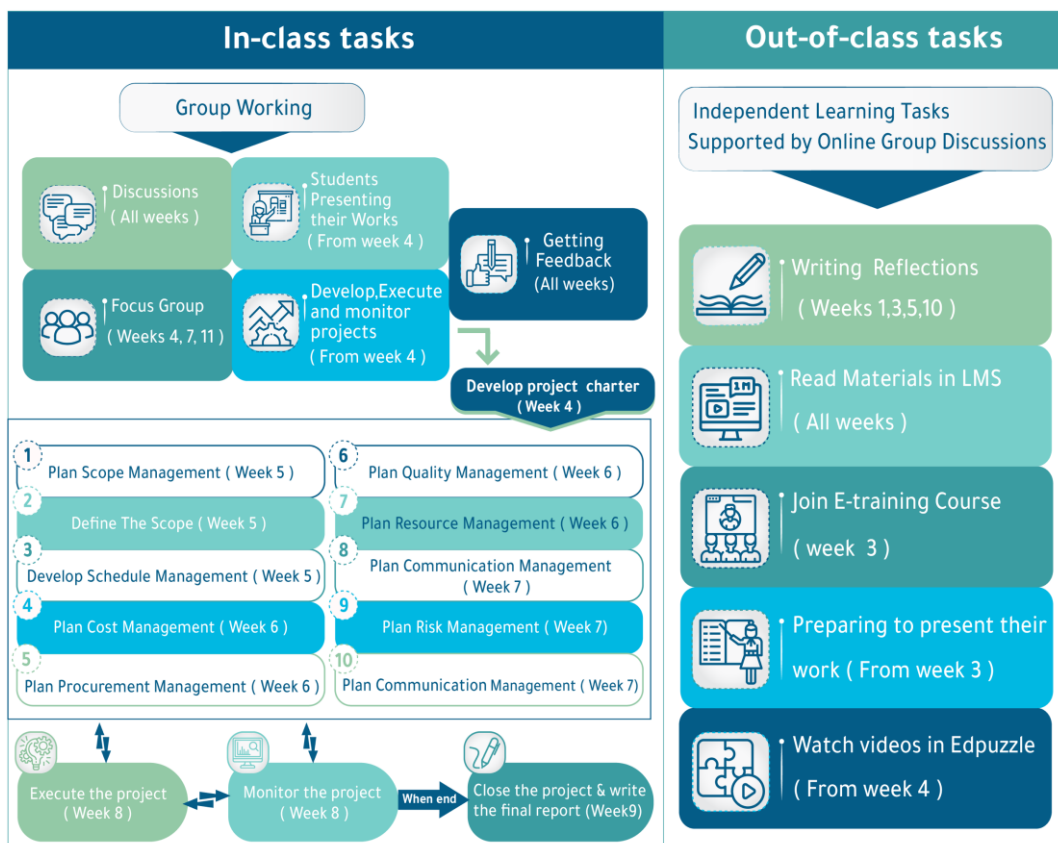 In-class tasks
Group Working
Discussions
( All weeks )
Students
Presenting
their Works
( From week 4 )
Focus Group
( Weeks 4, 7, 11 )
Develop,Execute
and monitor
projects
( From week 4 )
Getting
Feedback
(All weeks)
Develop project charter
( Week 4 )
1
Plan Scope Management ( Week 5 )
2
Define The Scope ( Week 5 )
3
Develop Schedule Management ( Week 5 )
4
Plan Cost Management ( Week 6 )
5
Plan Procurement Management ( Week 6 )
6
Plan Quality Management ( Week 6 )
7
Plan Resource Management ( Week 6 )
8
Plan Communication Management
( Week 7 )
9
Plan Risk Management ( Week 7)
10
Plan Communication Management ( Week 7)
Execute the project
( Week 8 )
Monitor the project
( Week 8 )
When end
Close the project & write
the final report (Week9)
Out-of-class tasks
Independent Learning Tasks
Supported by Online Group Discussions
Writing Reflections
( Weeks 1,3,5,10 )
Read Materials in LMS
( All weeks )
1M
Join E-training Course
( week 3 )
Preparing to present their
work ( From week 3 )
Watch videos in Edpuzzle
( From week 4 )